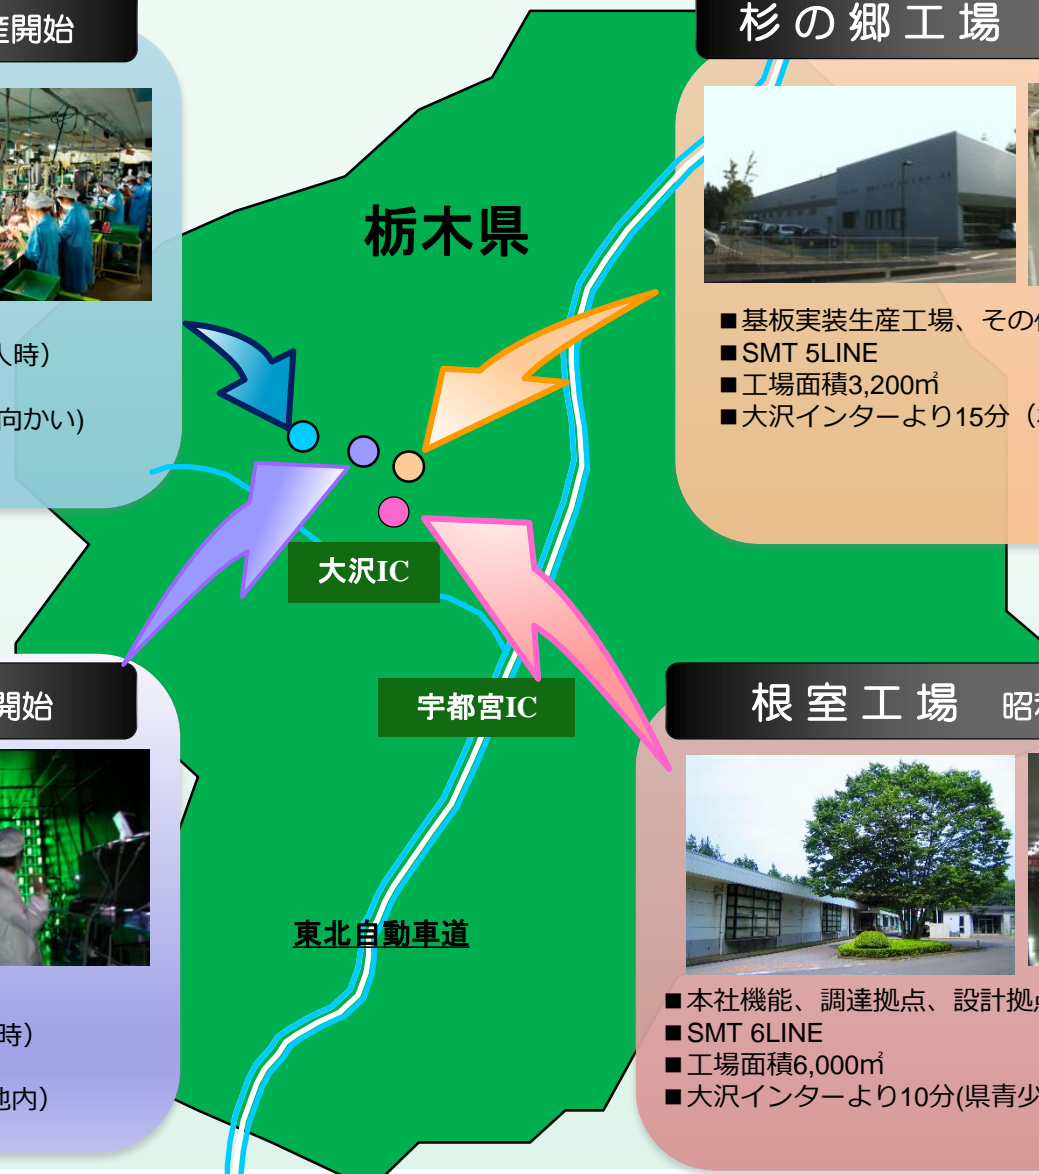 産開始
人時）
向かい)
杉の郷工場
■基板実装生産工場、その
■SMT 5LINE
■工場面積3,200㎡
■大沢インターより15分（
栃木県
大沢IC
宇都宮IC
東北自動車道
開始
時）
地内）
根室工場 昭
■本社機能、調達拠点、設計拠点
■SMT 6LINE
■工場面積6,000㎡
■大沢インターより10分(県青少